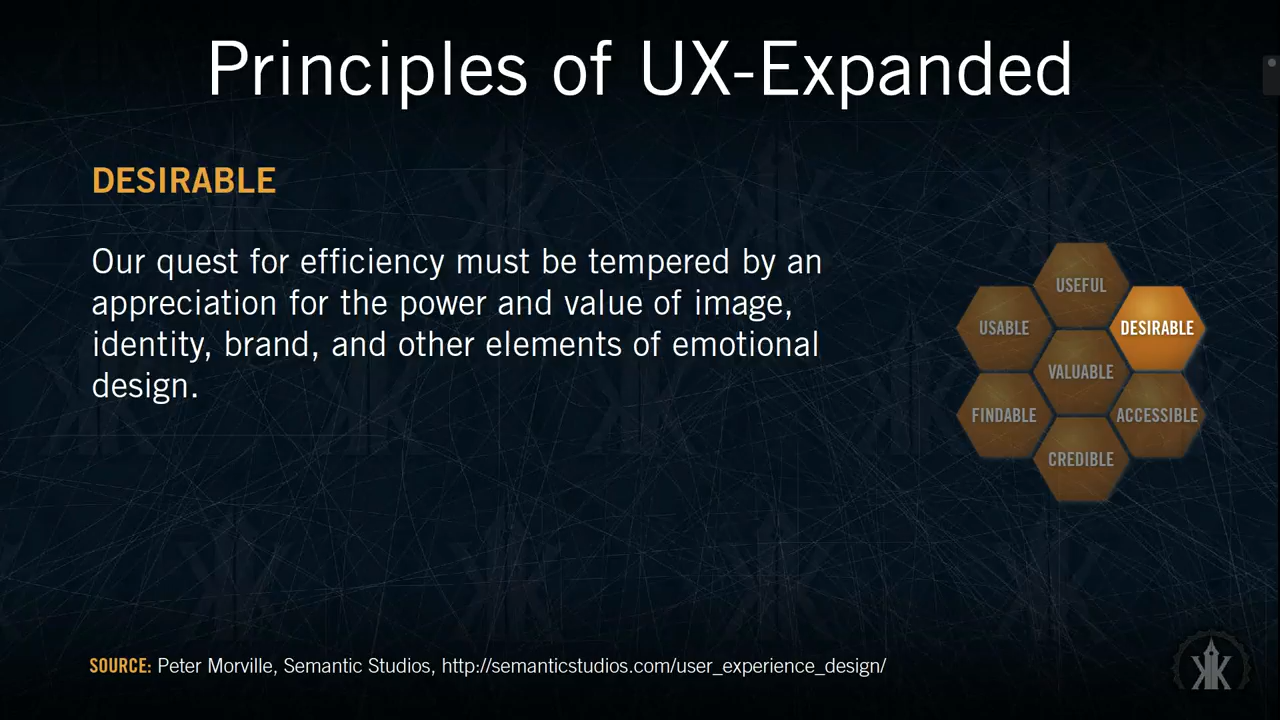 Principles of UX-Expanded
DESIRABLE
Our quest for efficiency must be tempered by an
appreciation for the power and value of image,
identity, brand, and other elements of emotional
design.
USEFUL
USABLE
DESIRABLE
VALUABLE
FINDABLE
ACCESSIBLE
CREDIBLE
SOURCE: Peter Morville, Semantic Studios, http://semanticstudios.com/user_experience_design/